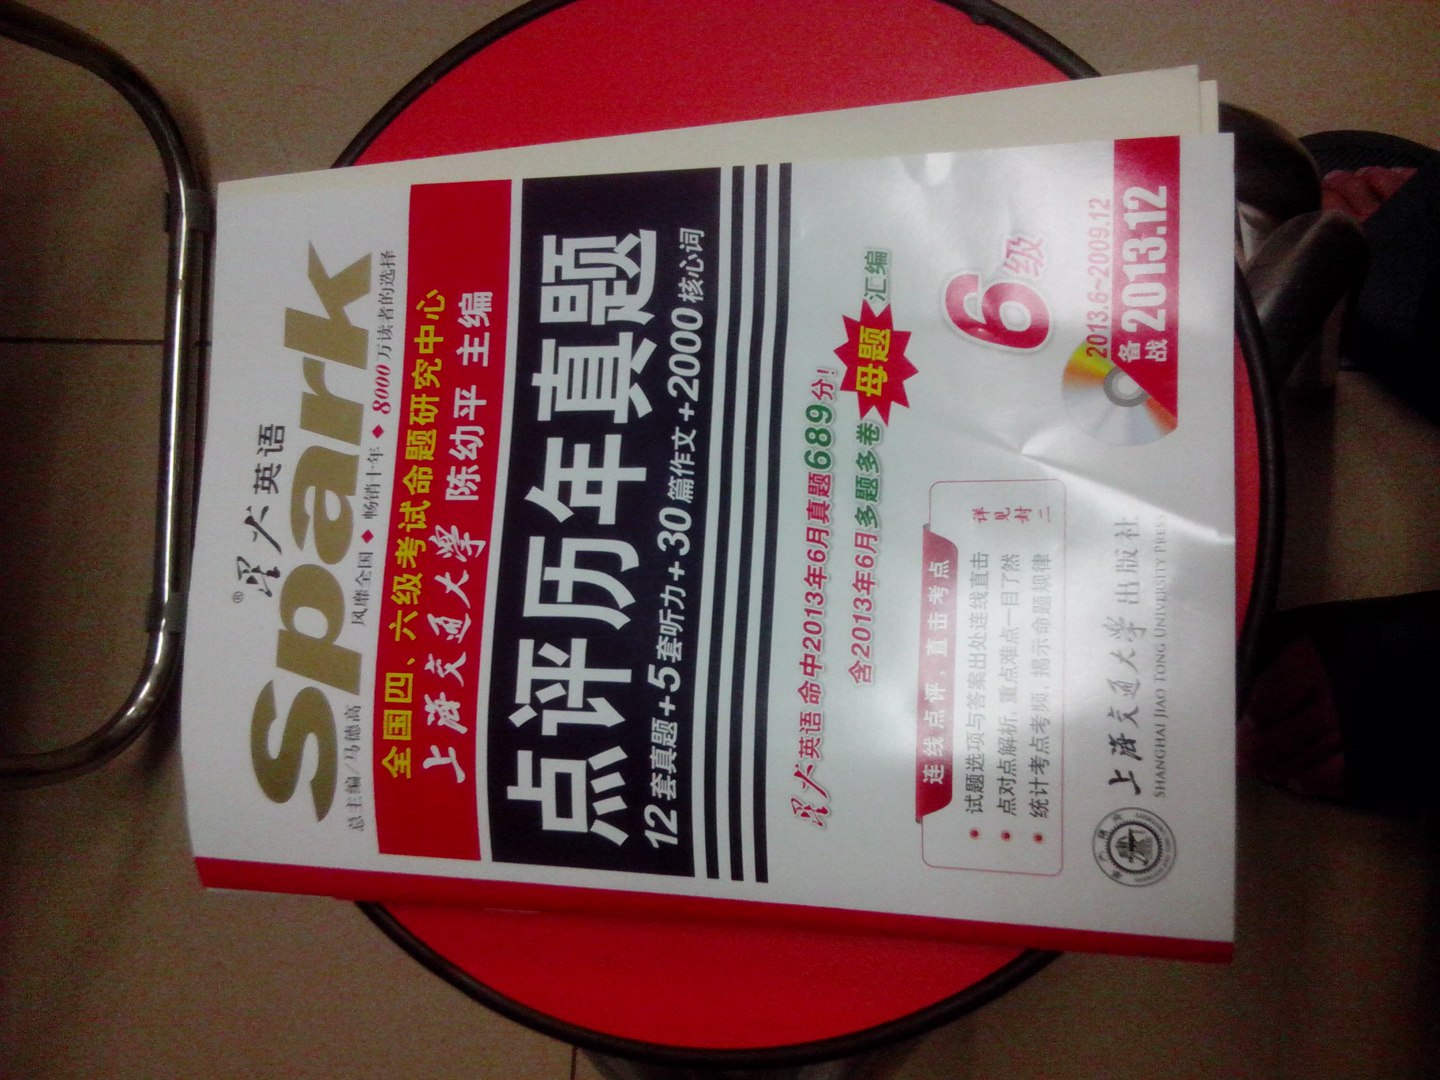 星火英语
®
Spark
总主编/马德高
风靡全国◆畅销十年◆8000万读者的选择
全国四、六级考试命题研究中心
上海交通大学 陈幼平 主编
点评历年真题
12套真题+5套听力+30篇作文+2000核心词
星火英语命中2013年6月真题689分!
含2013年6月多题多卷母题汇编
6级
连线点评,直击考点
• 试题选项与答案出处连线直击
• 点对点解析,重点难点一目了然
• 统计考点考频,揭示命题规律
详见封二
2013.6~2009.12
备战2013.12
上海交通大学出版社
SHANGHAI JIAO TONG UNIVERSITY PRESS